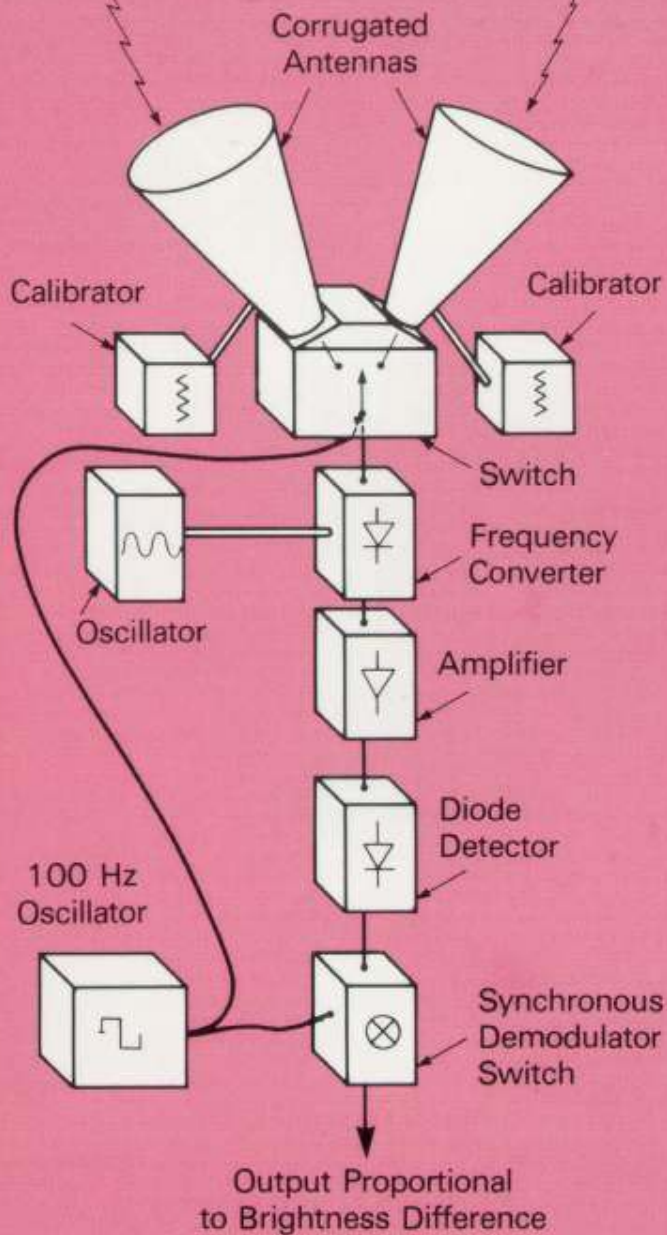 Corrugated
Antennas
Calibrator
Calibrator
Switch
Frequency
Converter
Oscillator
Amplifier
Diode
Detector
100 Hz
Oscillator
Synchronous
Demodulator
Switch
Output Proportional
to Brightness Difference